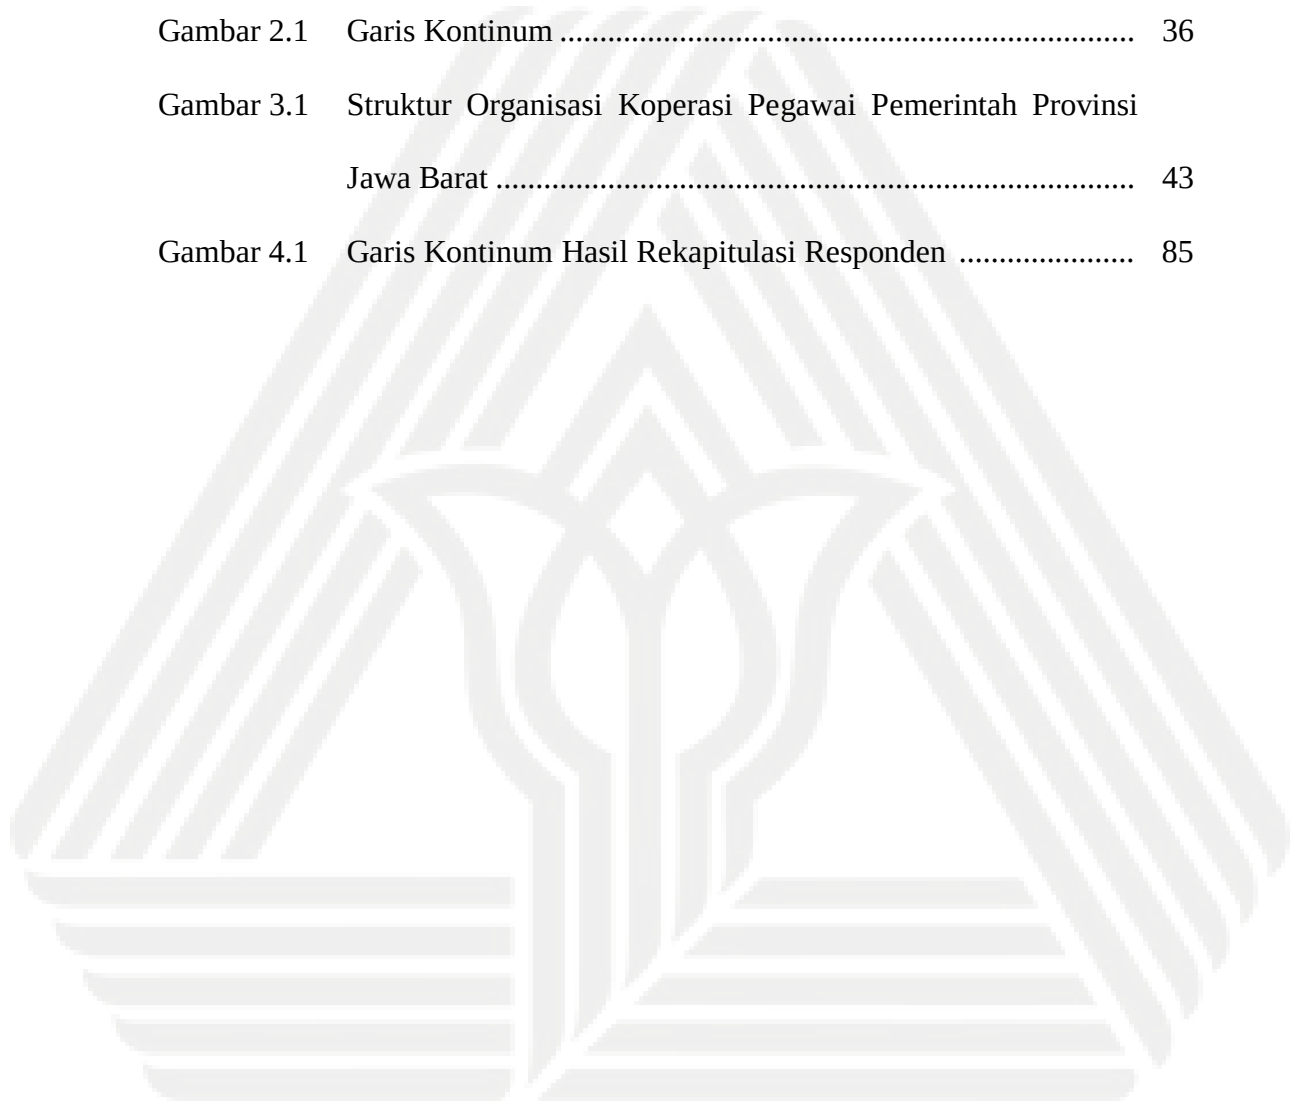 Gambar 2.1 Garis Kontinum ........................................................................ 36
Gambar 3.1 Struktur Organisasi Koperasi Pegawai Pemerintah Provinsi
Jawa Barat ................................................................................ 43
Gambar 4.1 Garis Kontinum Hasil Rekapitulasi Responden ...................... 85